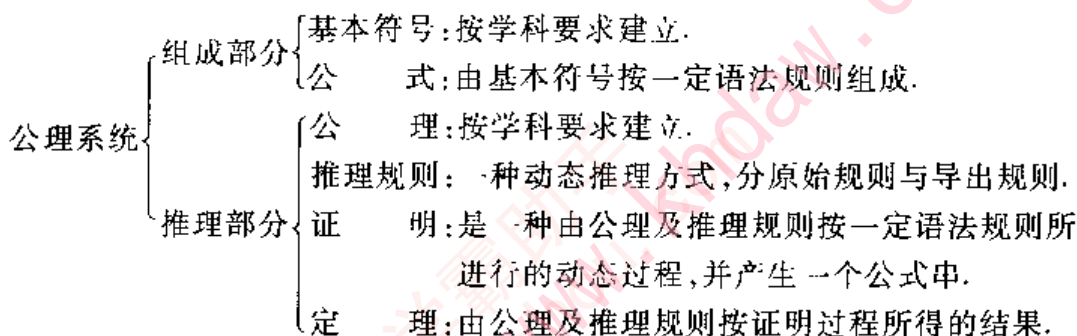 基本符号:按学科要求建立.
组成部分
公 式:由基本符号按一定语法规则组成.
公 理:按学科要求建立.
公理系统
推理规则:一种动态推理方式,分原始规则与导出规则.
推理部分
证 明:是一种由公理及推理规则按一定语法规则所
进行的动态过程,并产生一个公式串.
定 理:由公理及推理规则按证明过程所得的结果.
www.khdaw.